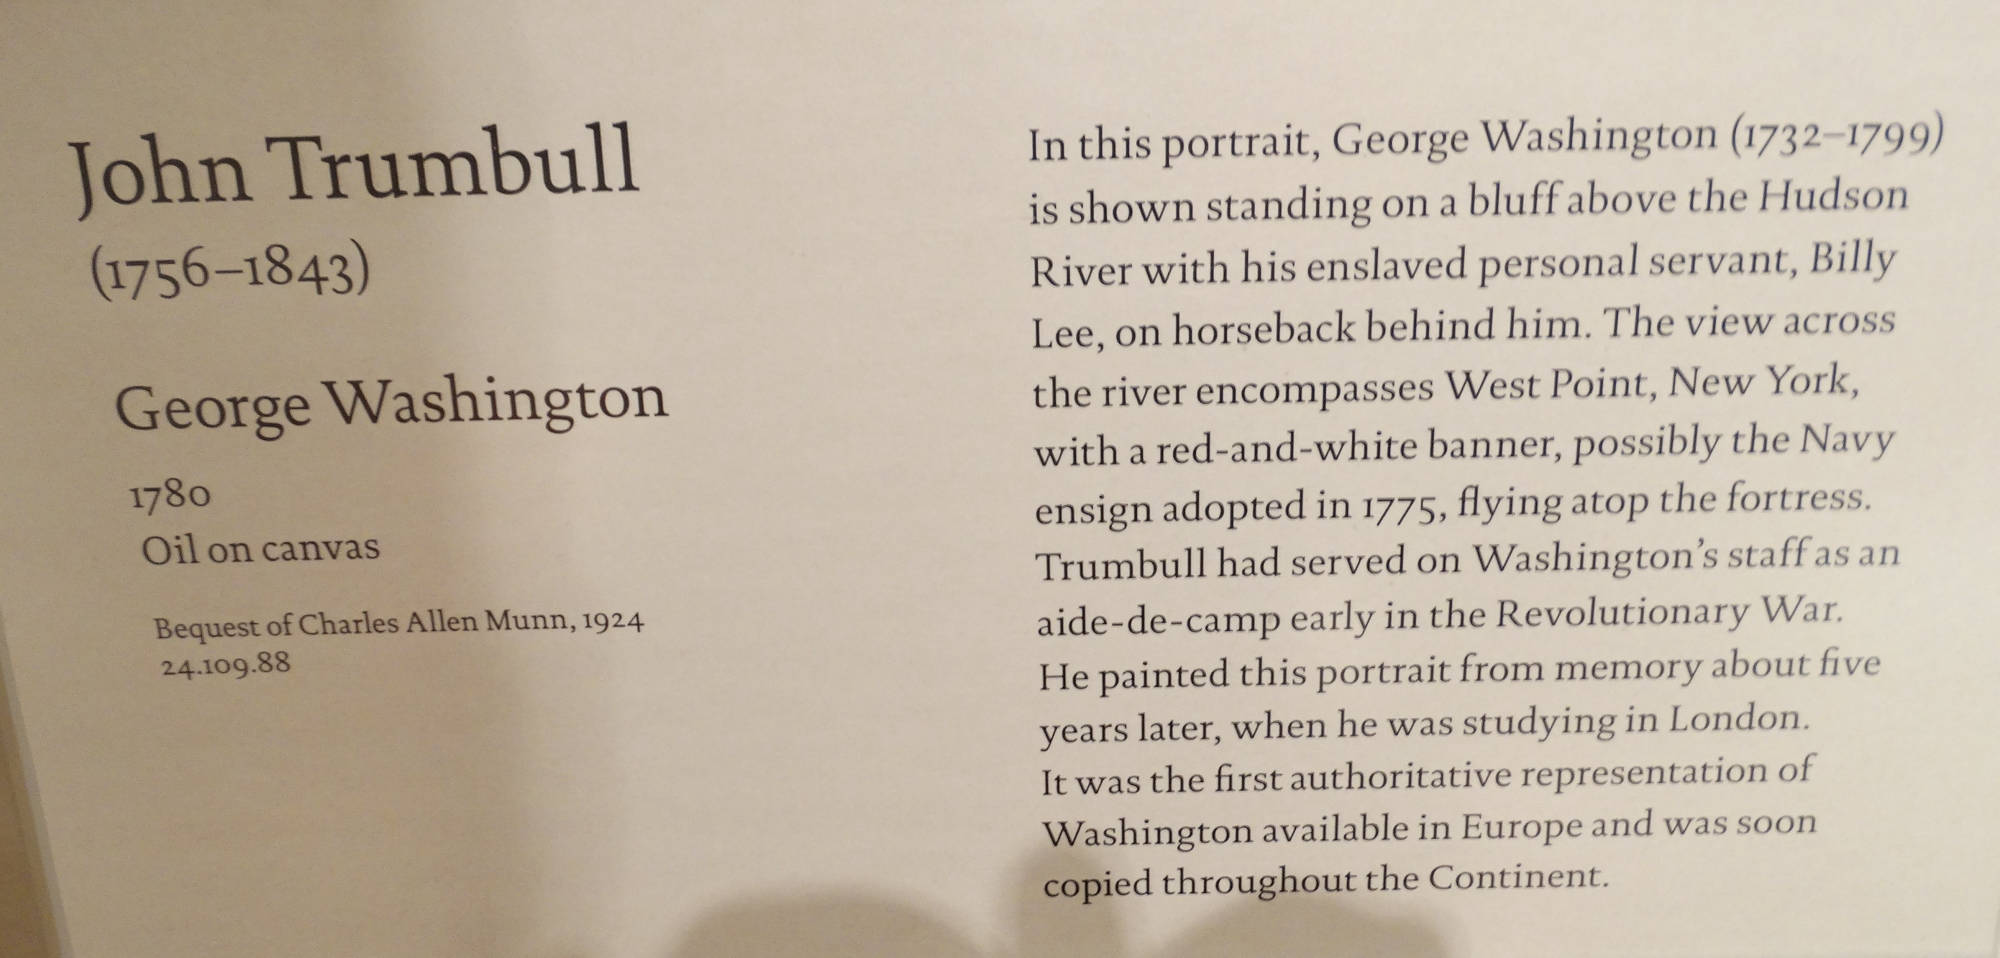 John Trumbull
(1756–1843)
George Washington
1780
Oil on canvas
Bequest of Charles Allen Munn, 1924
24.109.88
In this portrait, George Washington (1732–1799)
is shown standing on a bluff above the Hudson
River with his enslaved personal servant, Billy
Lee, on horseback behind him. The view across
the river encompasses West Point, New York,
with a red-and-white banner, possibly the Navy
ensign adopted in 1775, flying atop the fortress.
Trumbull had served on Washington’s staff as an
aide-de-camp early in the Revolutionary War.
He painted this portrait from memory about five
years later, when he was studying in London.
It was the first authoritative representation of
Washington available in Europe and was soon
copied throughout the Continent.